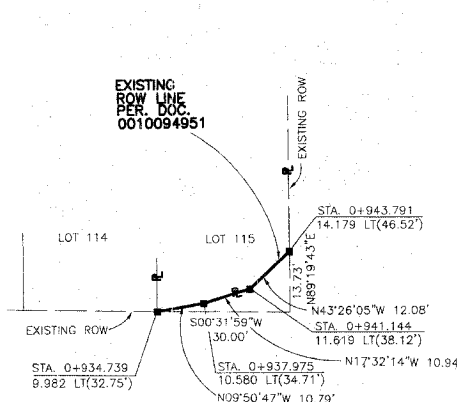 EXISTING
ROW LINE
PER. DOC.
0010094951
EXISTING ROW
STA. 0+943.791
14.179 LT(46.52')
LOT 114
LOT 115
13.73'
N89°19'43"E
N43°26'05"W 12.08'
EXISTING ROW
S00°31'59"W
30.00'
STA. 0+941.144
11.619 LT(38.12')
N17°32'14"W 10.94
STA. 0+934.739
9.982 LT(32.75')
STA. 0+937.975
10.580 LT(34.71')
N09°50'47"W 10.79'